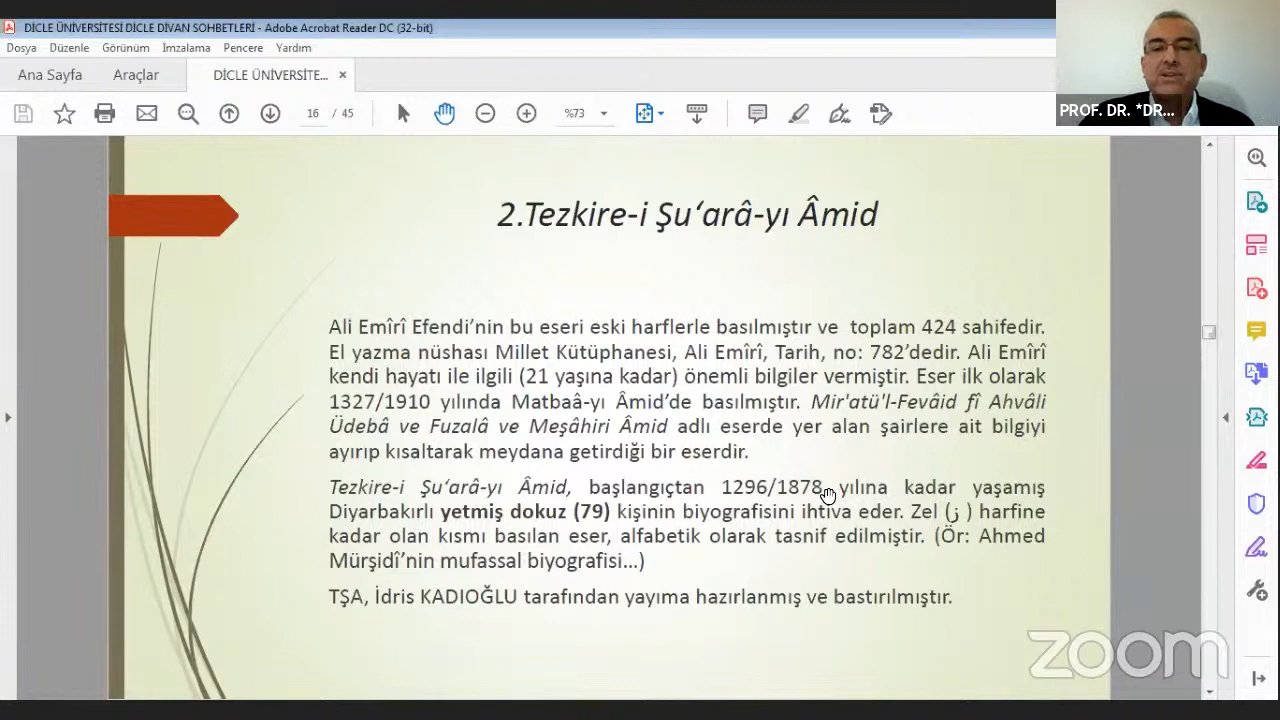 DİCLE ÜNİVERSİTESİ DİCLE DİVAN SOHBETLERİ - Adobe Acrobat Reader DC (32-bit)
Dosya Düzenle Görünüm İmzalama Pencere Yardım
Ana Sayfa Araçlar DİCLE ÜNİVERSİTE... ×
16 / 45 %73
PROF. DR. *DR...
2.Tezkire-i Şu‘arâ-yı Âmid
Ali Emîrî Efendi’nin bu eseri eski harflerle basılmıştır ve toplam 424 sahifedir.
El yazma nüshası Millet Kütüphanesi, Ali Emîrî, Tarih, no: 782’dedir. Ali Emîrî
kendi hayatı ile ilgili (21 yaşına kadar) önemli bilgiler vermiştir. Eser ilk olarak
1327/1910 yılında Matbaâ-yı Âmid’de basılmıştır. Mir'atü'l-Fevâid fî Ahvâli
Üdebâ ve Fuzalâ ve Meşâhiri Âmid adlı eserde yer alan şairlere ait bilgiyi
ayırıp kısaltarak meydana getirdiği bir eserdir.
Tezkire-i Şu‘arâ-yı Âmid, başlangıçtan 1296/1878 yılına kadar yaşamış
Diyarbakırlı yetmiş dokuz (79) kişinin biyografisini ihtiva eder. Zel (ز ) harfine
kadar olan kısmı basılan eser, alfabetik olarak tasnif edilmiştir. (Ör: Ahmed
Mürşidî’nin mufassal biyografisi…)
TŞA, İdris KADIOĞLU tarafından yayıma hazırlanmış ve bastırılmıştır.
zoom